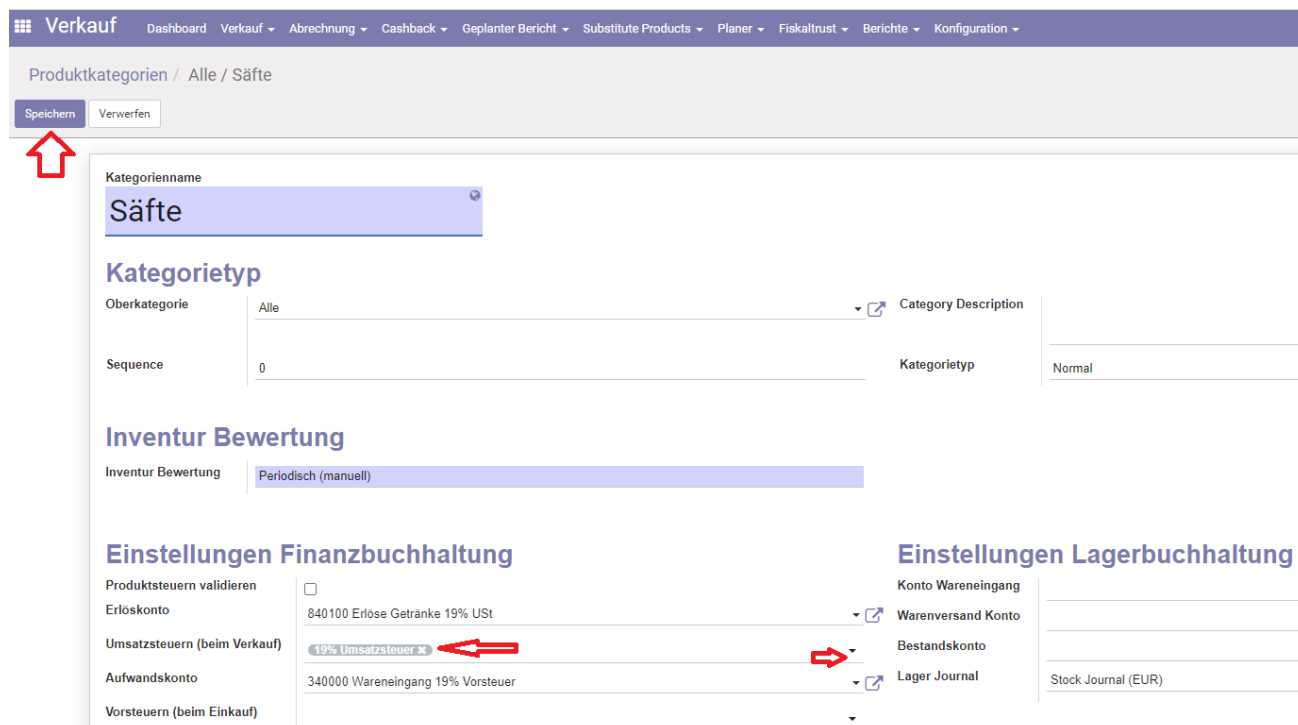 Verkauf Dashboard Verkauf Abrechnung Cashback Geplanter Bericht Substitute Products Planer Fiskaltrust Berichte Konfiguration
Produktkategorien / Alle / Säfte
Speichern Verwerfen
Kategorienname
Säfte
Kategorietyp
Oberkategorie Alle Category Description
Sequence 0 Kategorietyp Normal
Inventur Bewertung
Inventur Bewertung Periodisch (manuell)
Einstellungen Finanzbuchhaltung Einstellungen Lagerbuchhaltung
Produktsteuern validieren Konto Wareneingang
Erlöskonto 840100 Erlöse Getränke 19% USt Warenversand Konto
Umsatzsteuern (beim Verkauf) 19% Umsatzsteuer x Bestandskonto
Aufwandskonto 340000 Wareneingang 19% Vorsteuer Lager Journal Stock Journal (EUR)
Vorsteuern (beim Einkauf)